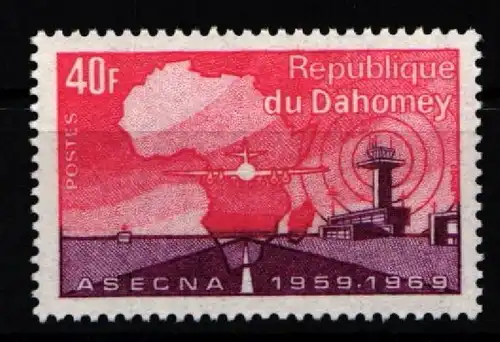 40F
Republique
du Dahomey
POSTES
ASECNA 1959.1969